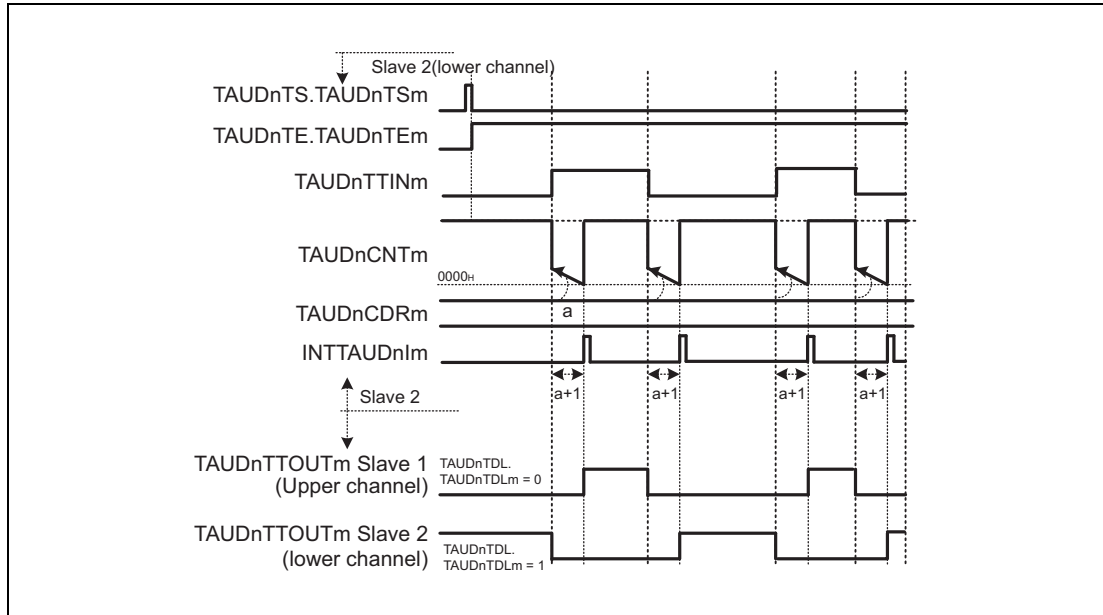 Slave 2(lower channel)
TAUDnTS.TAUDnTSm
TAUDnTE.TAUDnTEm
TAUDnTTINm
TAUDnCNTm
0000H
TAUDnCDRm
a
INTTAUDnIm
a+1
a+1
a+1
a+1
Slave 2
TAUDnTTOUTm Slave 1
(Upper channel)
TAUDnTDL.
TAUDnTDLm = 0
TAUDnTTOUTm Slave 2
(lower channel)
TAUDnTDL.
TAUDnTDLm = 1